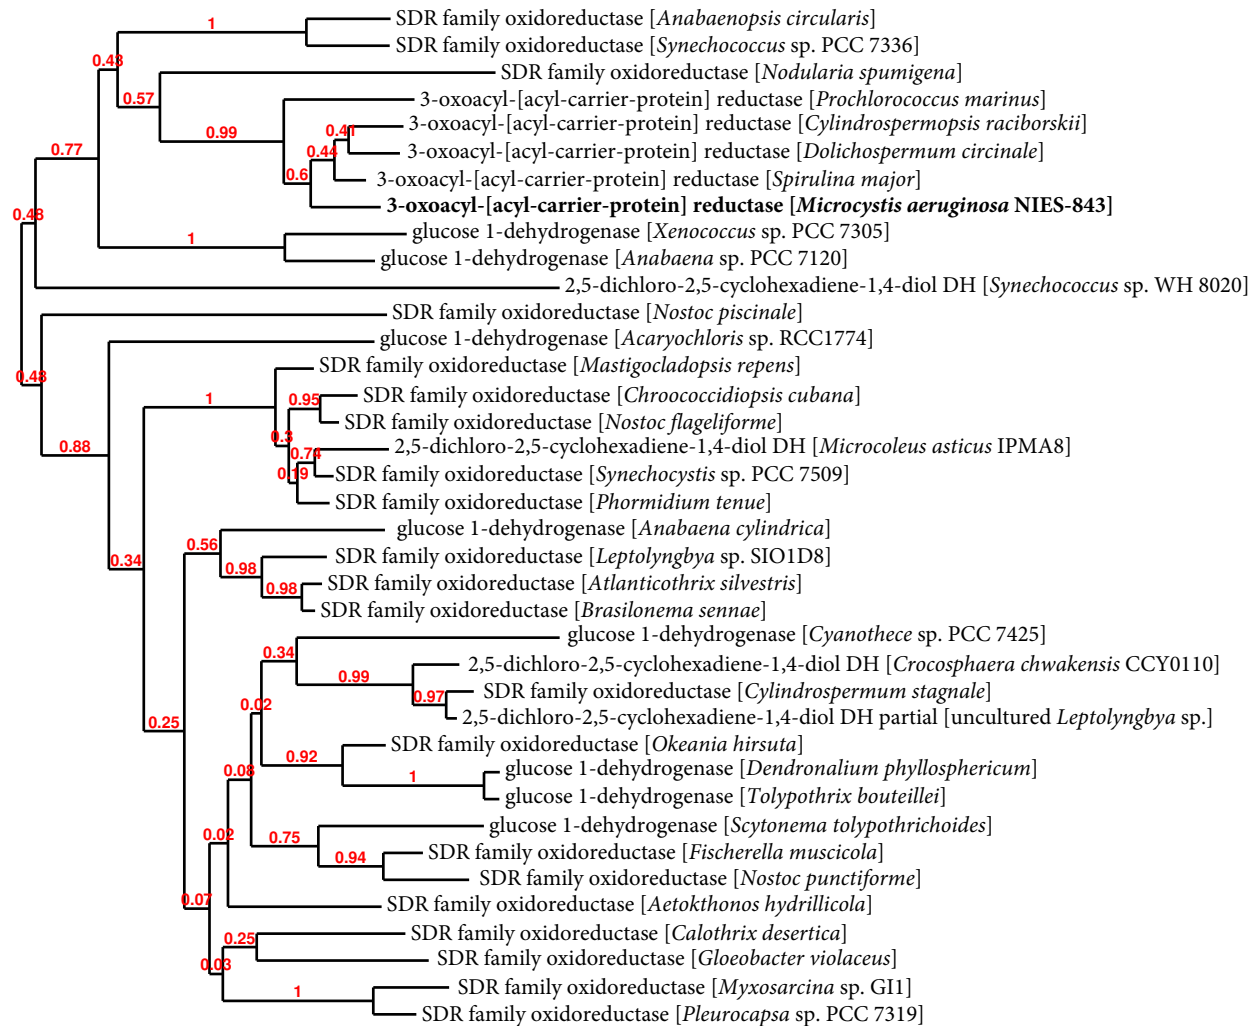 1
SDR family oxidoreductase [Anabaenopsis circularis]
SDR family oxidoreductase [Synechococcus sp. PCC 7336]
0.43
SDR family oxidoreductase [Nodularia spumigena]
0.57
3-oxoacyl-[acyl-carrier-protein] reductase [Prochlorococcus marinus]
0.99
0.41
3-oxoacyl-[acyl-carrier-protein] reductase [Cylindrospermopsis raciborskii]
0.77
0.44
3-oxoacyl-[acyl-carrier-protein] reductase [Dolichospermum circinale]
0.6
3-oxoacyl-[acyl-carrier-protein] reductase [Spirulina major]
3-oxoacyl-[acyl-carrier-protein] reductase [Microcystis aeruginosa NIES-843]
0.48
1
glucose 1-dehydrogenase [Xenococcus sp. PCC 7305]
glucose 1-dehydrogenase [Anabaena sp. PCC 7120]
2,5-dichloro-2,5-cyclohexadiene-1,4-diol DH [Synechococcus sp. WH 8020]
SDR family oxidoreductase [Nostoc piscinale]
glucose 1-dehydrogenase [Acaryochloris sp. RCC1774]
0.48
SDR family oxidoreductase [Mastigocladopsis repens]
1
0.95
SDR family oxidoreductase [Chroococcidiopsis cubana]
SDR family oxidoreductase [Nostoc flageliforme]
0.88
0.3
0.74
2,5-dichloro-2,5-cyclohexadiene-1,4-diol DH [Microcoleus asticus IPMA8]
0.19
SDR family oxidoreductase [Synechocystis sp. PCC 7509]
SDR family oxidoreductase [Phormidium tenue]
glucose 1-dehydrogenase [Anabaena cylindrica]
0.34
0.56
SDR family oxidoreductase [Leptolyngbya sp. SIO1D8]
0.98
0.98
SDR family oxidoreductase [Atlanticothrix silvestris]
SDR family oxidoreductase [Brasilonema sennae]
glucose 1-dehydrogenase [Cyanothece sp. PCC 7425]
0.34
2,5-dichloro-2,5-cyclohexadiene-1,4-diol DH [Crocosphaera chwakensis CCY0110]
0.99
0.97
SDR family oxidoreductase [Cylindrospermum stagnale]
0.25
0.02
2,5-dichloro-2,5-cyclohexadiene-1,4-diol DH partial [uncultured Leptolyngbya sp.]
SDR family oxidoreductase [Okeania hirsuta]
0.92
0.08
1
glucose 1-dehydrogenase [Dendronalium phyllosphericum]
glucose 1-dehydrogenase [Tolypothrix bouteillei]
0.02
0.75
glucose 1-dehydrogenase [Scytonema tolypothrichoides]
0.94
SDR family oxidoreductase [Fischerella muscicola]
SDR family oxidoreductase [Nostoc punctiforme]
0.07
SDR family oxidoreductase [Aetokthonos hydrillicola]
0.25
SDR family oxidoreductase [Calothrix desertica]
0.03
SDR family oxidoreductase [Gloeobacter violaceus]
1
SDR family oxidoreductase [Myxosarcina sp. GI1]
SDR family oxidoreductase [Pleurocapsa sp. PCC 7319]